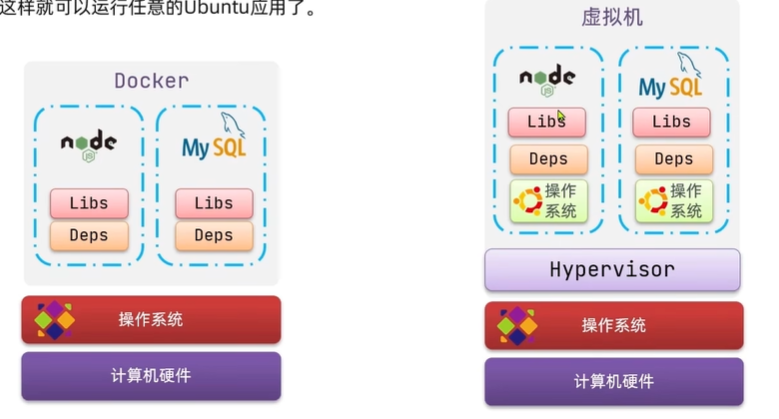 这样就可以运行任意的Ubuntu应用了。
Docker
node
JS
MySQL
Libs
Libs
Deps
Deps
操作系统
计算机硬件
虚拟机
node
JS
MySQL
Libs
Libs
Deps
Deps
操作
系统
操作
系统
Hypervisor
操作系统
计算机硬件